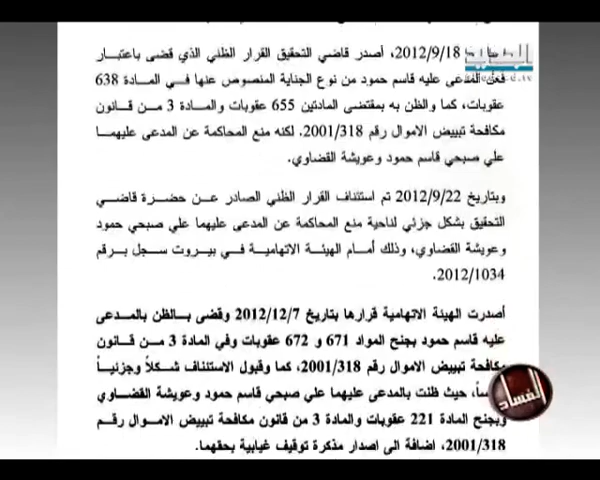 2012/9/18، أصدر قاضي التحقيق القرار الظني الذي قضى باعتبار
فعل المدعى عليه قاسم حمود من نوع الجناية المنصوص عنها في المادة 638
عقوبات، كما والظن به بمقتضى المادتين 655 عقوبات والمادة 3 من قانون
مكافحة تبييض الاموال رقم 2001/318. لكنه منع المحاكمة عن المدعى عليهما
علي صبحي قاسم حمود وعويشة القضاوي.
وبتاريخ 2012/9/22 تم استئناف القرار الظني الصادر عن حضرة قاضي
التحقيق بشكل جزئي لناحية منع المحاكمة عن المدعى عليهما علي صبحي حمود
وعويشة القضاوي، وذلك أمام الهيئة الاتهامية في بيروت سجل برقم
2012/1034.
أصدرت الهيئة الاتهامية قرارها بتاريخ 2012/12/7 وقضى بالظن بالمدعى
عليه قاسم حمود بجنح المواد 671 و 672 عقوبات وفي المادة 3 من قانون
مكافحة تبييض الاموال رقم 2001/318، كما وقبول الاستئناف شكلاً وجزئياً
حيث ظنت بالمدعى عليهما علي صبحي قاسم حمود وعويشة القضاوي
وبجنح المادة 221 عقوبات والمادة 3 من قانون مكافحة تبييض الاموال رقم
2001/318، اضافة الى اصدار مذكرة توقيف غيابية بحقهما.
الفساد